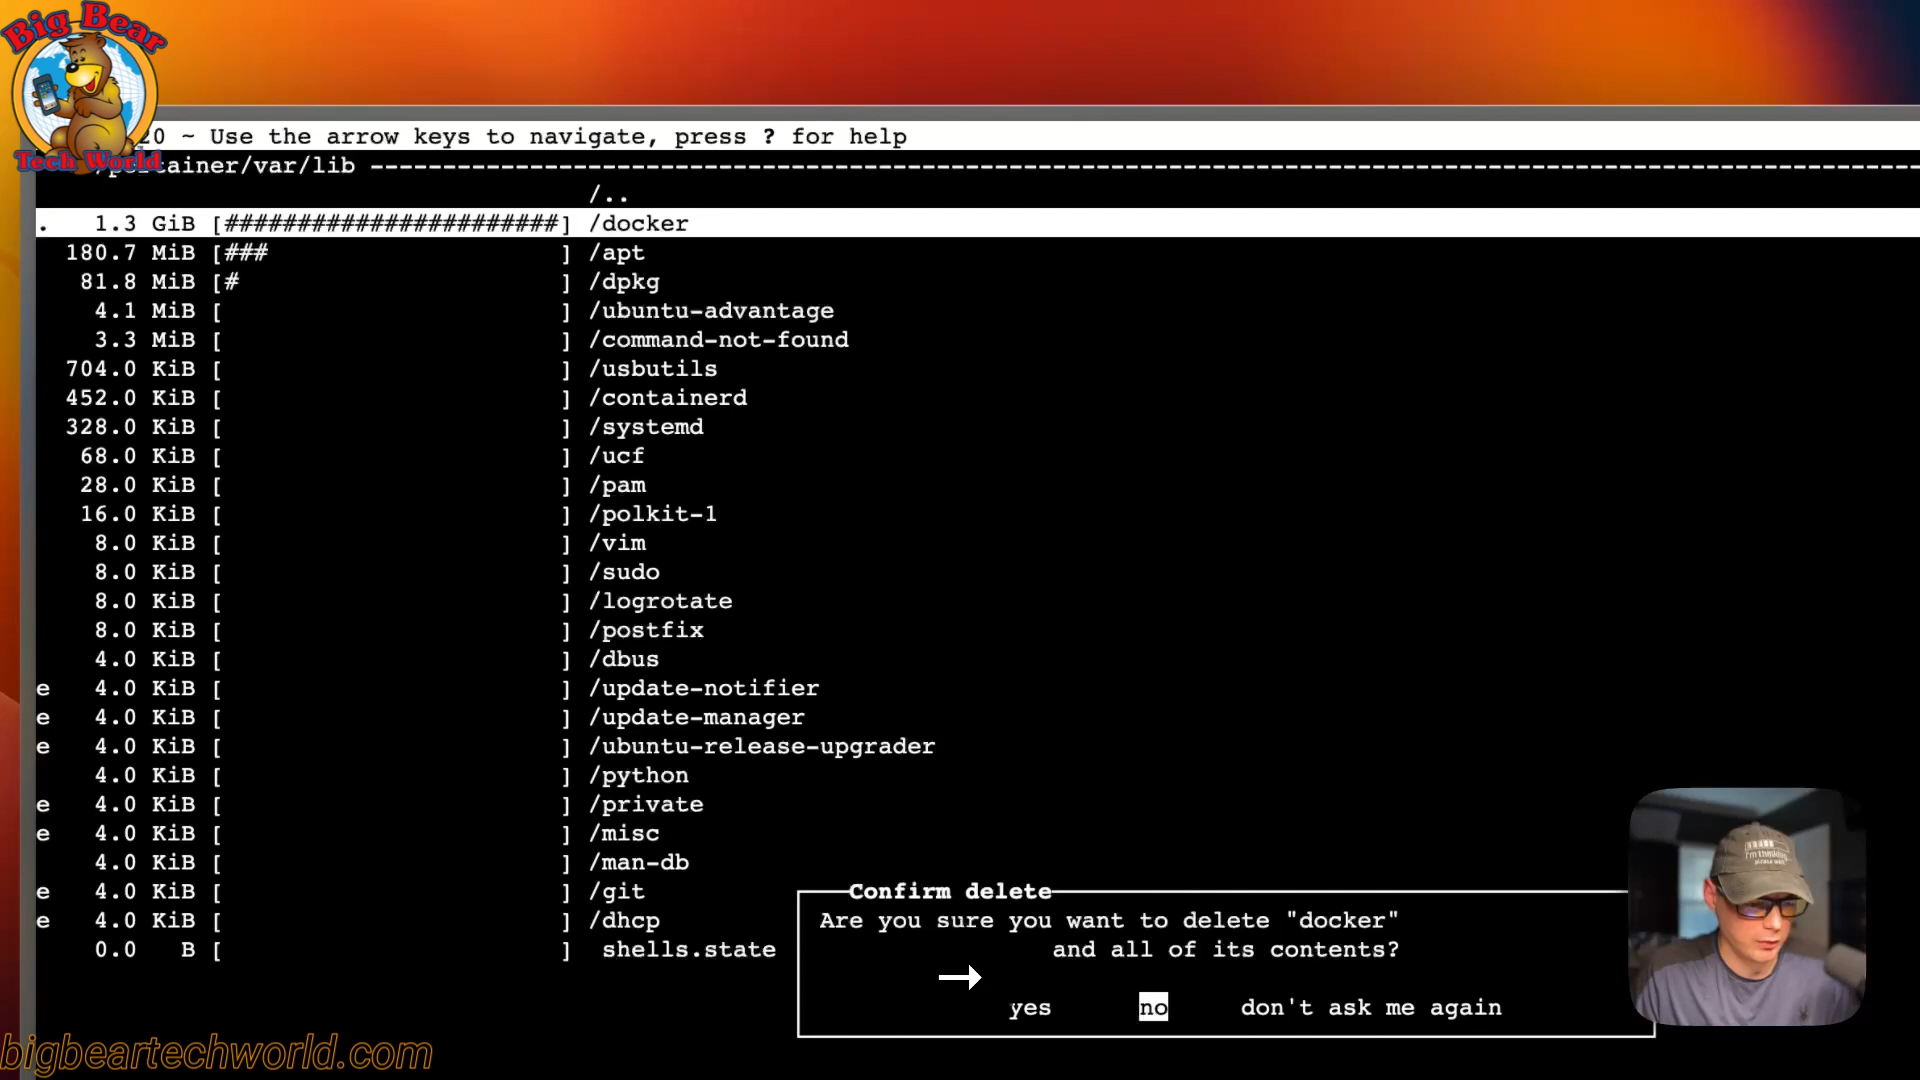 Big Bear
Tech World
20 ~ Use the arrow keys to navigate, press ? for help
/portainer/var/lib ----------------------------------------------------------------
/..
. 1.3 GiB [#######################] /docker
180.7 MiB [### ] /apt
81.8 MiB [# ] /dpkg
4.1 MiB [ ] /ubuntu-advantage
3.3 MiB [ ] /command-not-found
704.0 KiB [ ] /usbutils
452.0 KiB [ ] /containerd
328.0 KiB [ ] /systemd
68.0 KiB [ ] /ucf
28.0 KiB [ ] /pam
16.0 KiB [ ] /polkit-1
8.0 KiB [ ] /vim
8.0 KiB [ ] /sudo
8.0 KiB [ ] /logrotate
8.0 KiB [ ] /postfix
4.0 KiB [ ] /dbus
e 4.0 KiB [ ] /update-notifier
e 4.0 KiB [ ] /update-manager
e 4.0 KiB [ ] /ubuntu-release-upgrader
4.0 KiB [ ] /python
e 4.0 KiB [ ] /private
e 4.0 KiB [ ] /misc
4.0 KiB [ ] /man-db
e 4.0 KiB [ ] /git
e 4.0 KiB [ ] /dhcp
0.0 B [ ] shells.state
Confirm delete
Are you sure you want to delete "docker"
and all of its contents?
yes no don't ask me again
I'm thinking
please wait
bigbeartechworld.com